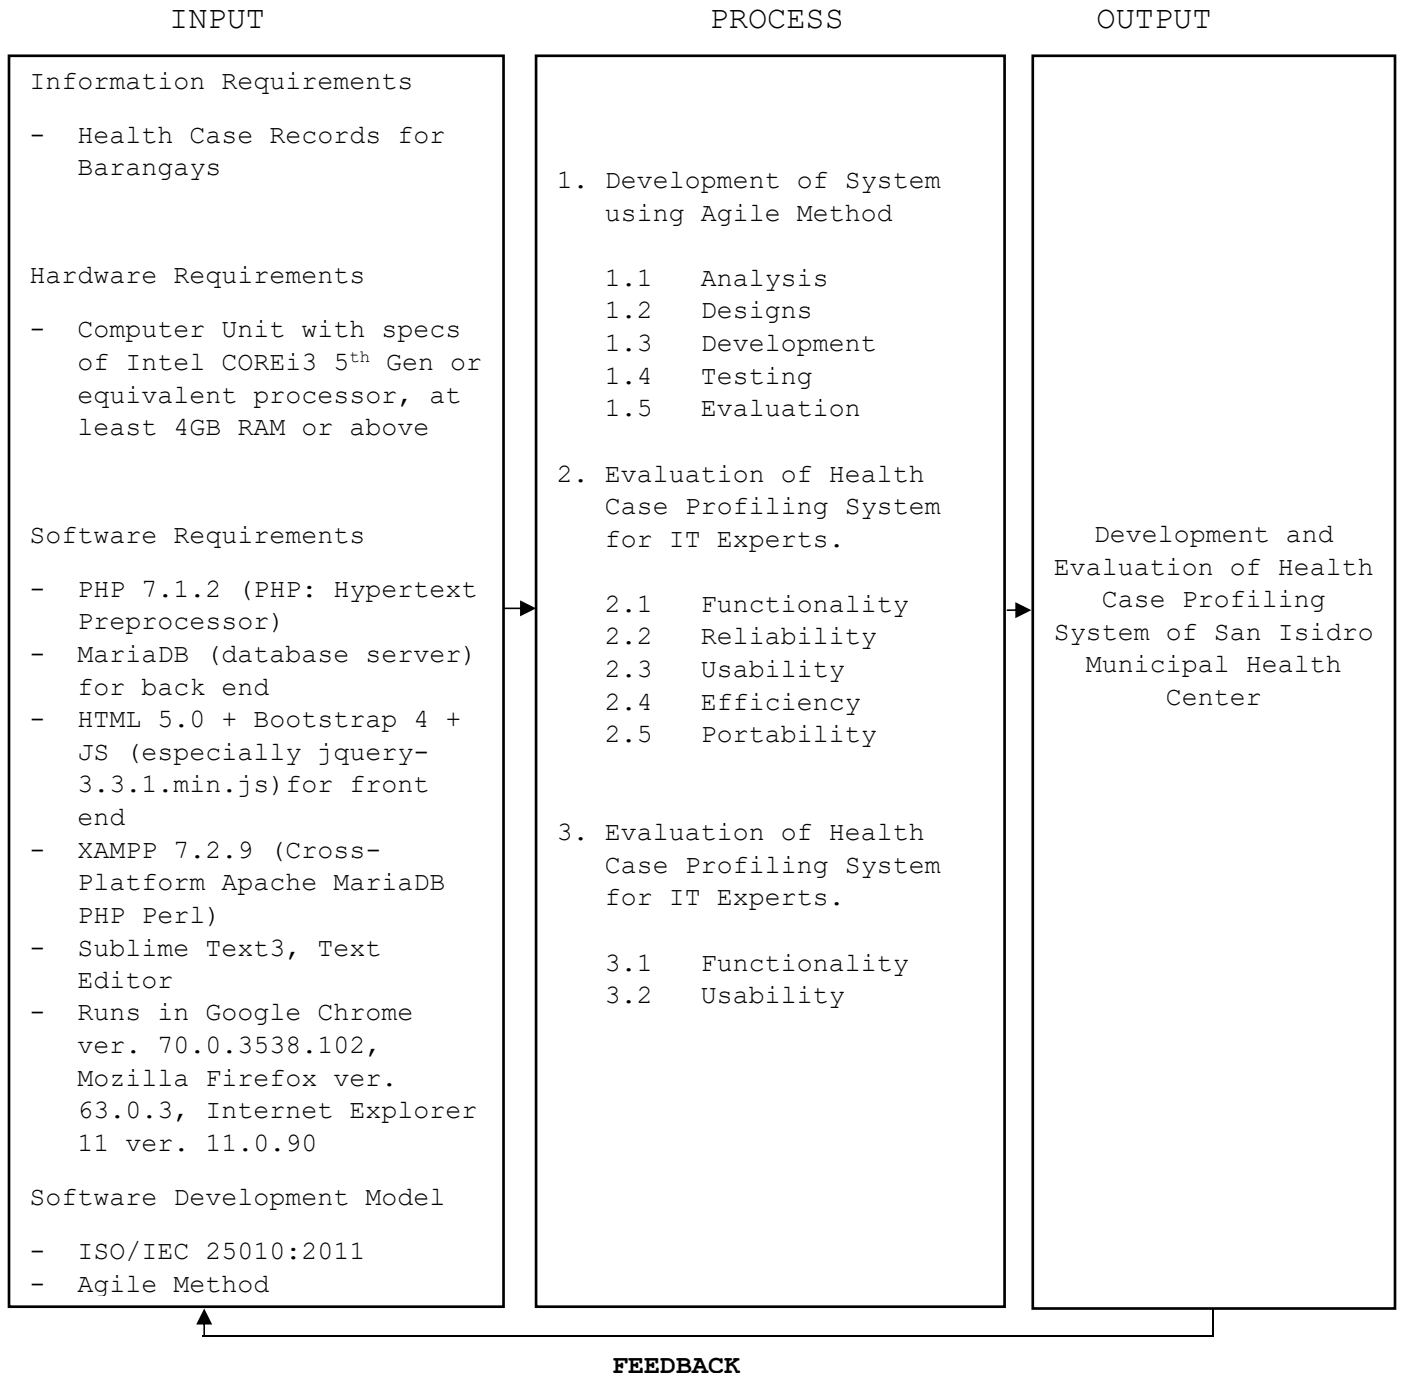 INPUT
PROCESS
OUTPUT
Information Requirements
- Health Case Records for
Barangays
Hardware Requirements
- Computer Unit with specs
of Intel COREi3 5th Gen or
equivalent processor, at
least 4GB RAM or above
Software Requirements
- PHP 7.1.2 (PHP: Hypertext
Preprocessor)
- MariaDB (database server)
for back end
- HTML 5.0 + Bootstrap 4 +
JS (especially jquery-
3.3.1.min.js)for front
end
- XAMPP 7.2.9 (Cross-
Platform Apache MariaDB
PHP Perl)
- Sublime Text3, Text
Editor
- Runs in Google Chrome
ver. 70.0.3538.102,
Mozilla Firefox ver.
63.0.3, Internet Explorer
11 ver. 11.0.90
Software Development Model
- ISO/IEC 25010:2011
- Agile Method
1. Development of System
using Agile Method
1.1 Analysis
1.2 Designs
1.3 Development
1.4 Testing
1.5 Evaluation
2. Evaluation of Health
Case Profiling System
for IT Experts.
2.1 Functionality
2.2 Reliability
2.3 Usability
2.4 Efficiency
2.5 Portability
3. Evaluation of Health
Case Profiling System
for IT Experts.
3.1 Functionality
3.2 Usability
Development and
Evaluation of Health
Case Profiling
System of San Isidro
Municipal Health
Center
FEEDBACK